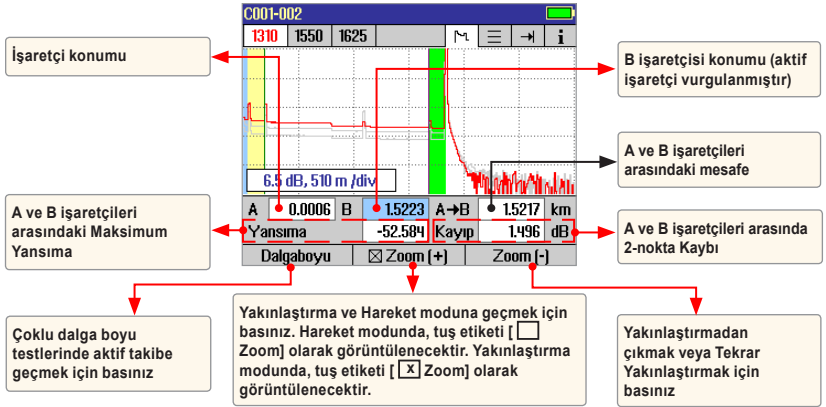 C001-002
1310 1550 1625 i
İşaretçi konumu
B işaretçisi konumu (aktif
işaretçi vurgulanmıştır)
6.5 dB, 510 m /div
A ve B işaretçileri
arasındaki mesafe
A 0.0006 B 1.5223 A→B 1.5217 km
Yansıma -52.584 Kayıp 1.496 dB
Dalgaboyu ☒ Zoom (+) Zoom (-)
A ve B işaretçileri
arasındaki Maksimum
Yansıma
A ve B işaretçileri arasında
2-nokta Kaybı
Çoklu dalga boyu
testlerinde aktif takibe
geçmek için basınız
Yakınlaştırma ve Hareket moduna geçmek için
basınız. Hareket modunda, tuş etiketi [ ☐
Zoom] olarak görüntülenecektir. Yakınlaştırma
modunda, tuş etiketi [ X Zoom] olarak
görüntülenecektir.
Yakınlaştırmadan
çıkmak veya Tekrar
Yakınlaştırmak için
basınız